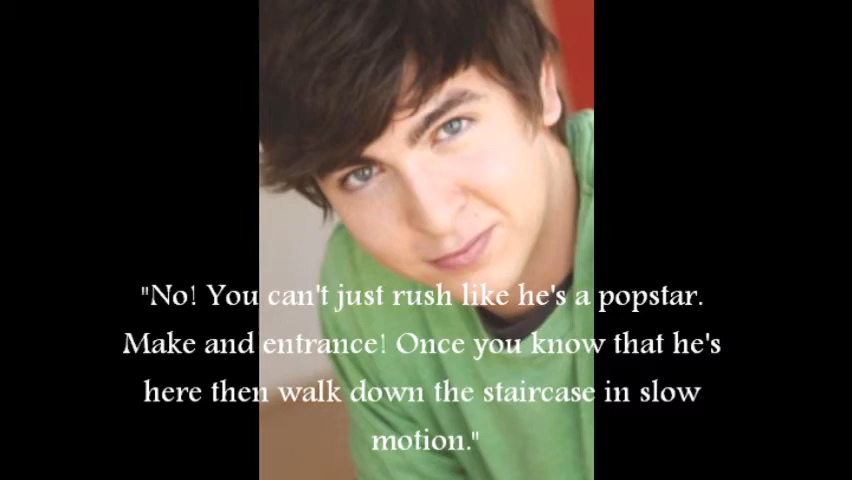 "No! You can't just rush like he's a popstar.
Make and entrance! Once you know that he's
here then walk down the staircase in slow
motion."